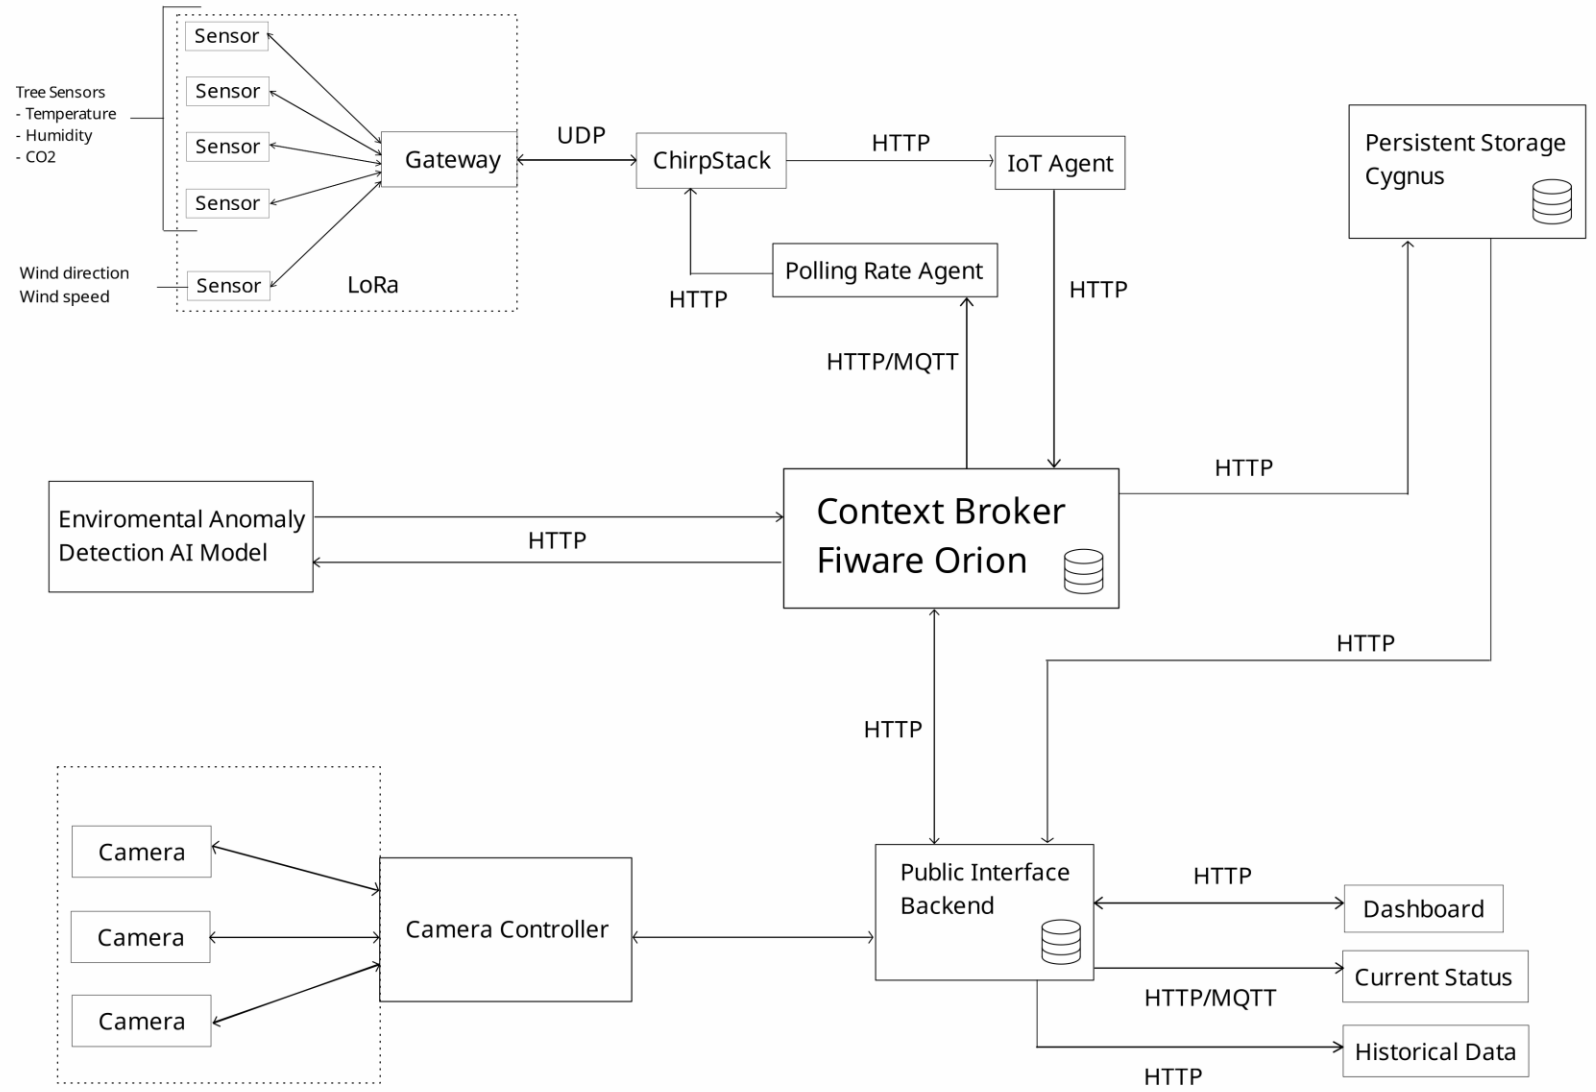 Sensor
Sensor
Sensor
Sensor
Sensor
Tree Sensors
- Temperature
- Humidity
- CO2
Wind direction
Wind speed
LoRa
Gateway
UDP
ChirpStack
HTTP
IoT Agent
Polling Rate Agent
HTTP
HTTP/MQTT
HTTP
Persistent Storage
Cygnus
HTTP
Enviromental Anomaly
Detection AI Model
HTTP
Context Broker
Fiware Orion
HTTP
HTTP
Camera
Camera
Camera
Camera Controller
Public Interface
Backend
HTTP
Dashboard
Current Status
HTTP/MQTT
Historical Data
HTTP